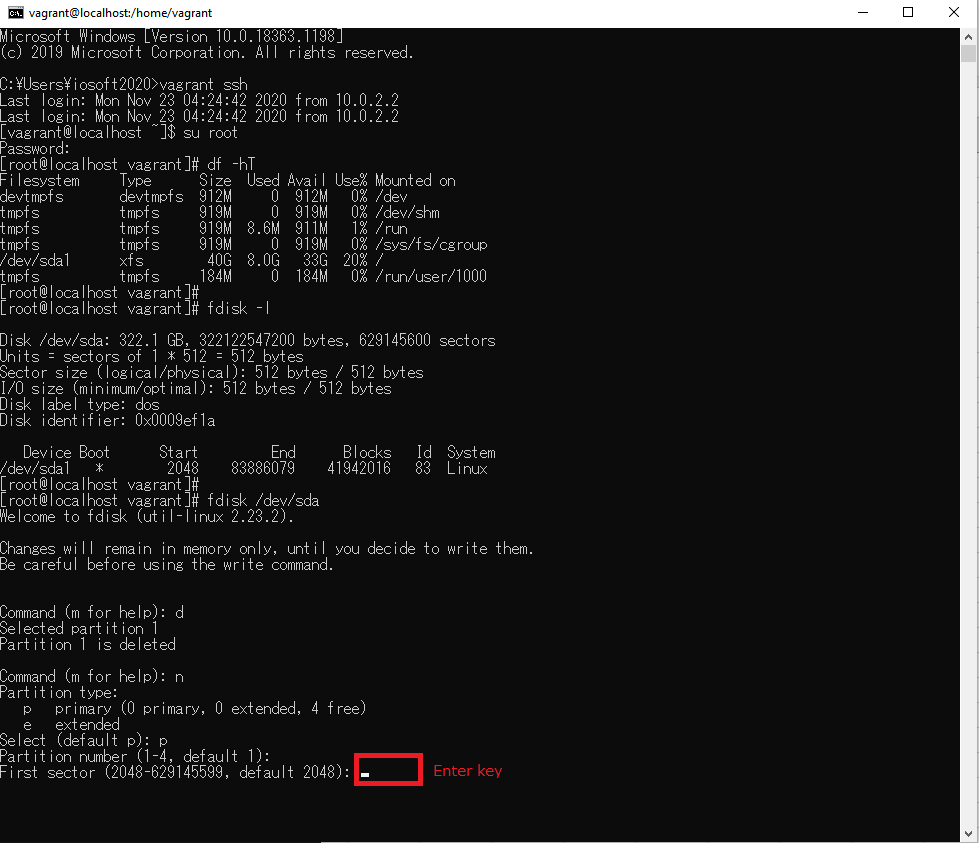 vagrant@localhost:/home/vagrant
Microsoft Windows [Version 10.0.18363.1198]
(c) 2019 Microsoft Corporation. All rights reserved.
C:¥Users¥iosoft2020>vagrant ssh
Last login: Mon Nov 23 04:24:42 2020 from 10.0.2.2
Last login: Mon Nov 23 04:24:42 2020 from 10.0.2.2
[vagrant@localhost ~]$ su root
Password:
[root@localhost vagrant]# df -hT
Filesystem     Type      Size  Used Avail Use% Mounted on
devtmpfs       devtmpfs  912M     0  912M   0% /dev
tmpfs          tmpfs     919M     0  919M   0% /dev/shm
tmpfs          tmpfs     919M  8.6M  911M   1% /run
tmpfs          tmpfs     919M     0  919M   0% /sys/fs/cgroup
/dev/sda1      xfs        40G  8.0G   33G  20% /
tmpfs          tmpfs     184M     0  184M   0% /run/user/1000
[root@localhost vagrant]#
[root@localhost vagrant]# fdisk -l
Disk /dev/sda: 322.1 GB, 322122547200 bytes, 629145600 sectors
Units = sectors of 1 * 512 = 512 bytes
Sector size (logical/physical): 512 bytes / 512 bytes
I/O size (minimum/optimal): 512 bytes / 512 bytes
Disk label type: dos
Disk identifier: 0x0009ef1a
   Device Boot      Start         End      Blocks   Id  System
/dev/sda1   *        2048    83886079    41942016   83  Linux
[root@localhost vagrant]#
[root@localhost vagrant]# fdisk /dev/sda
Welcome to fdisk (util-linux 2.23.2).
Changes will remain in memory only, until you decide to write them.
Be careful before using the write command.
Command (m for help): d
Selected partition 1
Partition 1 is deleted
Command (m for help): n
Partition type:
   p   primary (0 primary, 0 extended, 4 free)
   e   extended
Select (default p): p
Partition number (1-4, default 1):
First sector (2048-629145599, default 2048): Enter key